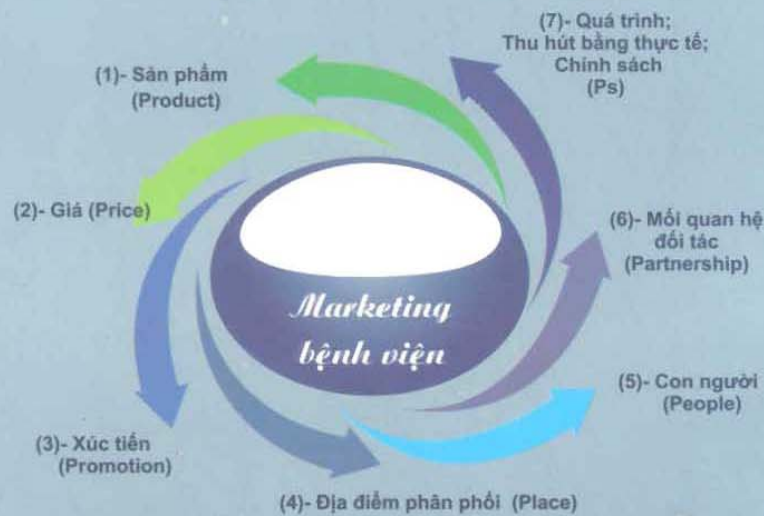 (1)- Sản phẩm
(Product)
(2)- Giá (Price)
(3)- Xúc tiến
(Promotion)
(4)- Địa điểm phân phối (Place)
(5)- Con người
(People)
(6)- Mối quan hệ
đối tác
(Partnership)
(7)- Quá trình;
Thu hút bằng thực tế;
Chính sách
(Ps)
Marketing
bệnh viện